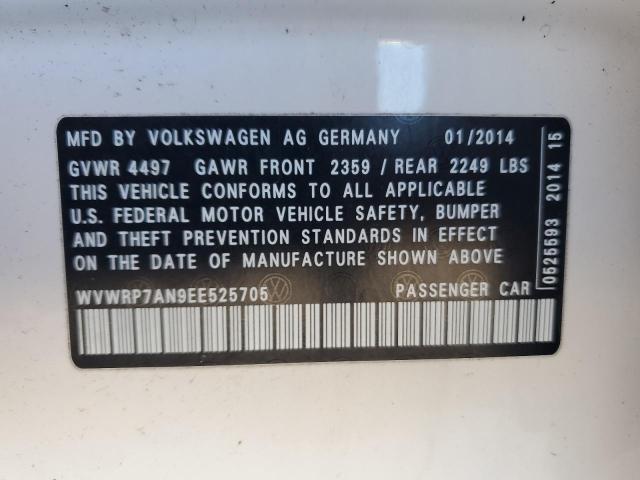 MFD BY VOLKSWAGEN AG GERMANY 01/2014
GVWR 4497 GAWR FRONT 2359 / REAR 2249 LBS
THIS VEHICLE CONFORMS TO ALL APPLICABLE
U.S. FEDERAL MOTOR VEHICLE SAFETY, BUMPER
AND THEFT PREVENTION STANDARDS IN EFFECT
ON THE DATE OF MANUFACTURE SHOWN ABOVE
WVWRP7AN9EE525705 PASSENGER CAR
0525593 2014 15